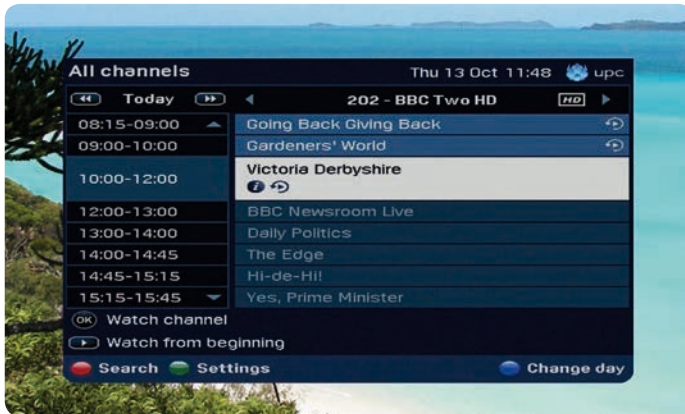 All channels Thu 13 Oct 11:48 upc
Today 202 - BBC Two HD HD
08:15-09:00 Going Back Giving Back
09:00-10:00 Gardeners' World
10:00-12:00 Victoria Derbyshire
12:00-13:00 BBC Newsroom Live
13:00-14:00 Daily Politics
14:00-14:45 The Edge
14:45-15:15 Hi-de-Hi!
15:15-15:45 Yes, Prime Minister
OK Watch channel
Watch from beginning
Search Settings Change day